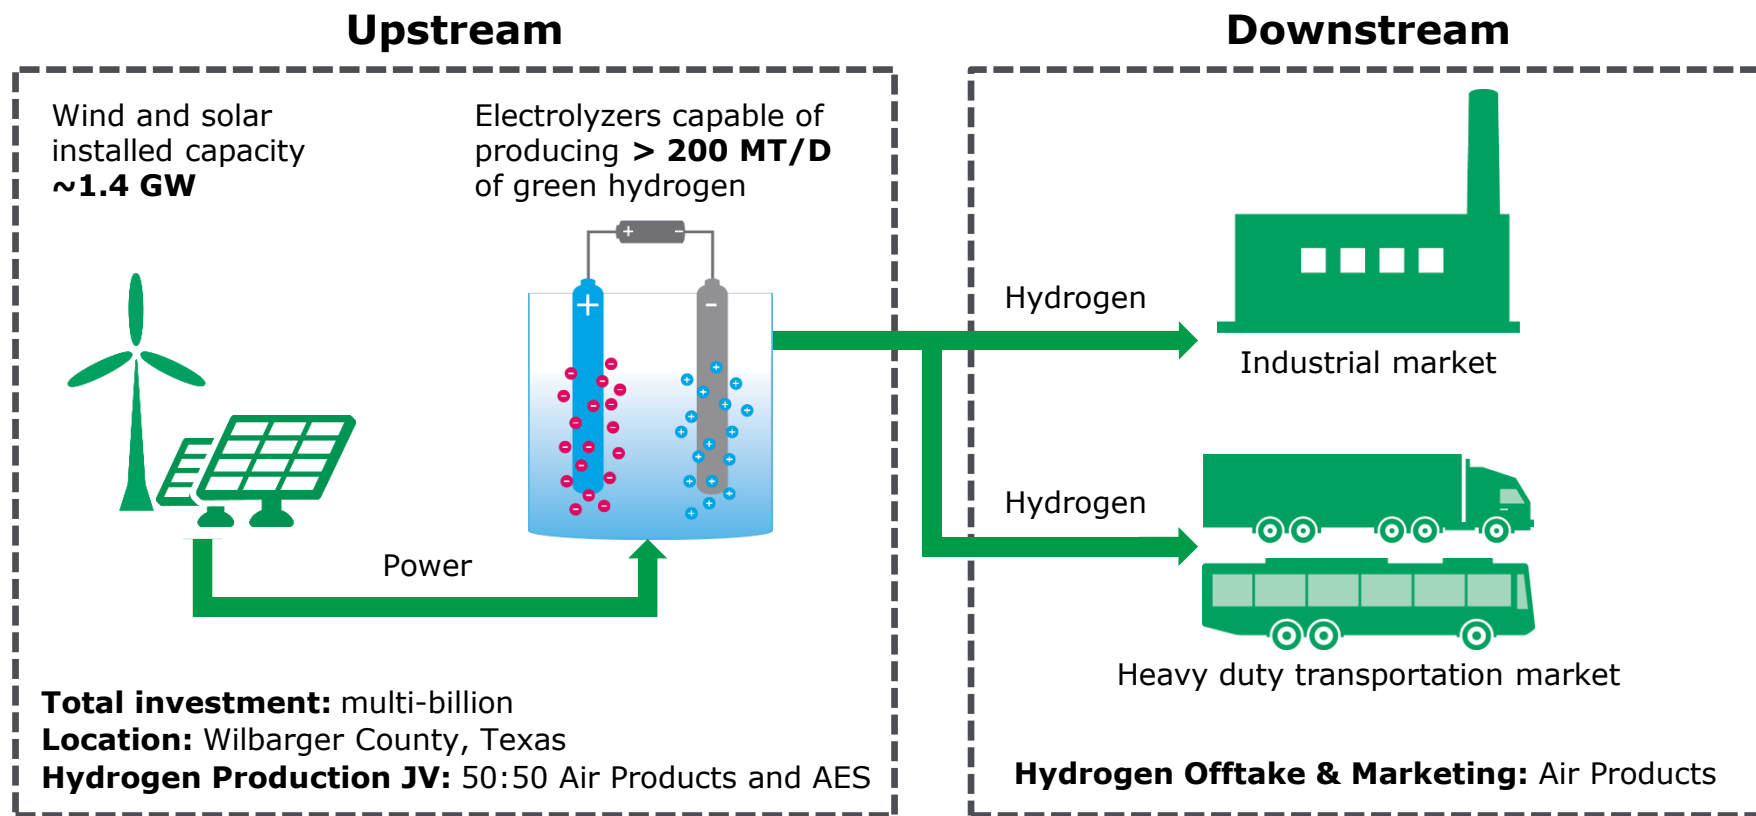 Upstream
Wind and solar
installed capacity
~1.4 GW
Electrolyzers capable of
producing > 200 MT/D
of green hydrogen
+ -
+ -
Power
Total investment: multi-billion
Location: Wilbarger County, Texas
Hydrogen Production JV: 50:50 Air Products and AES
Downstream
Hydrogen
Industrial market
Hydrogen
Heavy duty transportation market
Hydrogen Offtake & Marketing: Air Products